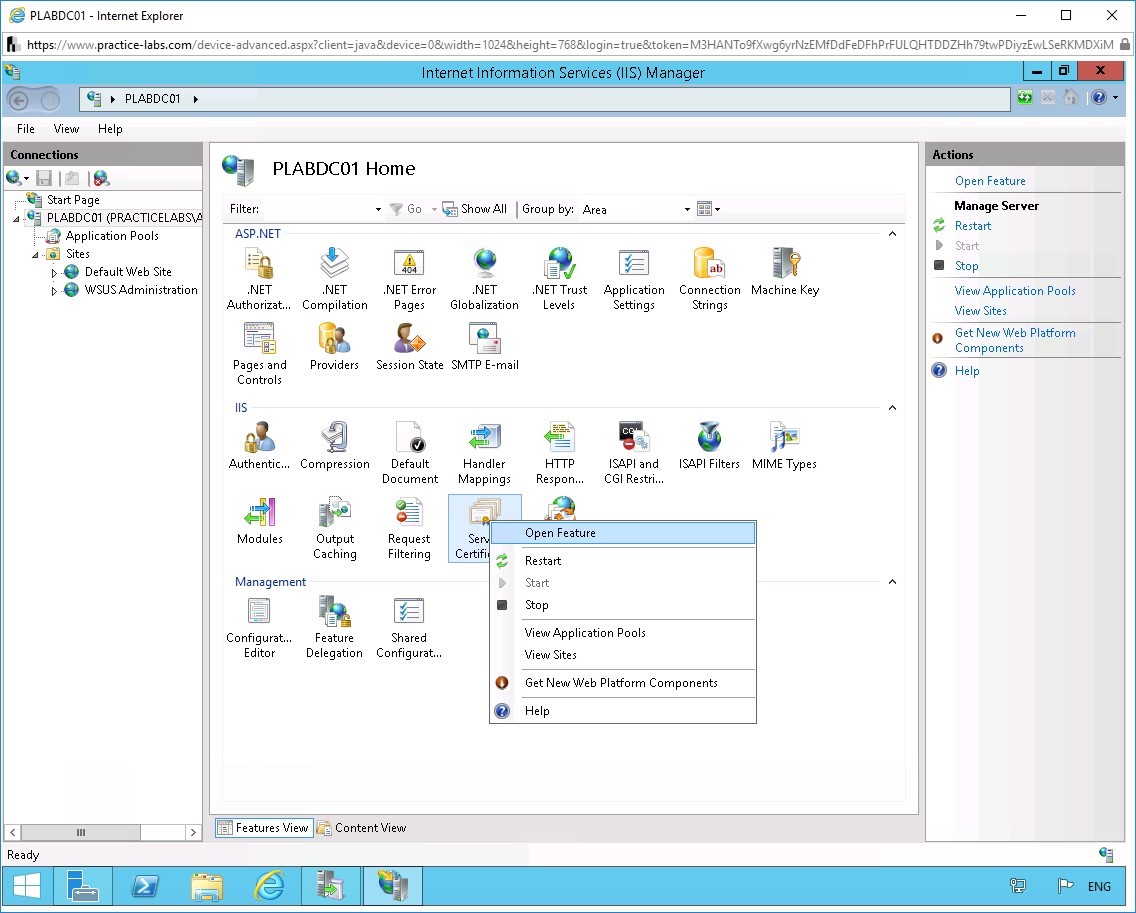 PLABDC01 - Internet Explorer
https://www.practice-labs.com/device-advanced.aspx?client=java&device=0&width=1024&height=768&login=true&token=M3HANTo9fXwg6yrNzEMfDdFeDFhPrFULQHTDDZHh79twPDiyzEwLSeRKMDXiM
Internet Information Services (IIS) Manager
PLABDC01
File View Help
Connections
Start Page
PLABDC01 (PRACTICELABS\A
Application Pools
Sites
Default Web Site
WSUS Administration
PLABDC01 Home
Filter: Go Show All Group by: Area
ASP.NET
.NET Authorizat...
.NET Compilation
.NET Error Pages
.NET Globalization
.NET Trust Levels
Application Settings
Connection Strings
Machine Key
Pages and Controls
Providers
Session State
SMTP E-mail
IIS
Authentic...
Compression
Default Document
Handler Mappings
HTTP Respon...
ISAPI and CGI Restri...
ISAPI Filters
MIME Types
Modules
Output Caching
Request Filtering
Serv
Certific
Open Feature
Restart
Start
Stop
View Application Pools
View Sites
Get New Web Platform Components
Help
Management
Configurat... Editor
Feature Delegation
Shared Configurat...
Features View
Content View
Actions
Open Feature
Manage Server
Restart
Start
Stop
View Application Pools
View Sites
Get New Web Platform
Components
Help
Ready
ENG